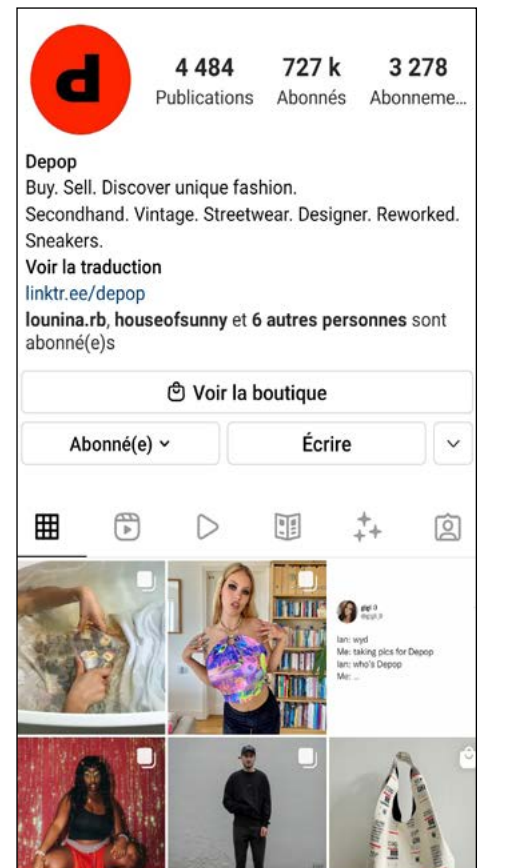 4 484 727 k 3 278
Publications Abonnés Abonneme...
Depop
Buy. Sell. Discover unique fashion.
Secondhand. Vintage. Streetwear. Designer. Reworked.
Sneakers.
Voir la traduction
linktr.ee/depop
lounina.rb, houseofsunny et 6 autres personnes sont
abonné(e)s
Voir la boutique
Abonné(e) Écrire
Ian: wyd
Me: taking pics for Depop
Ian: who's Depop
Me: ...